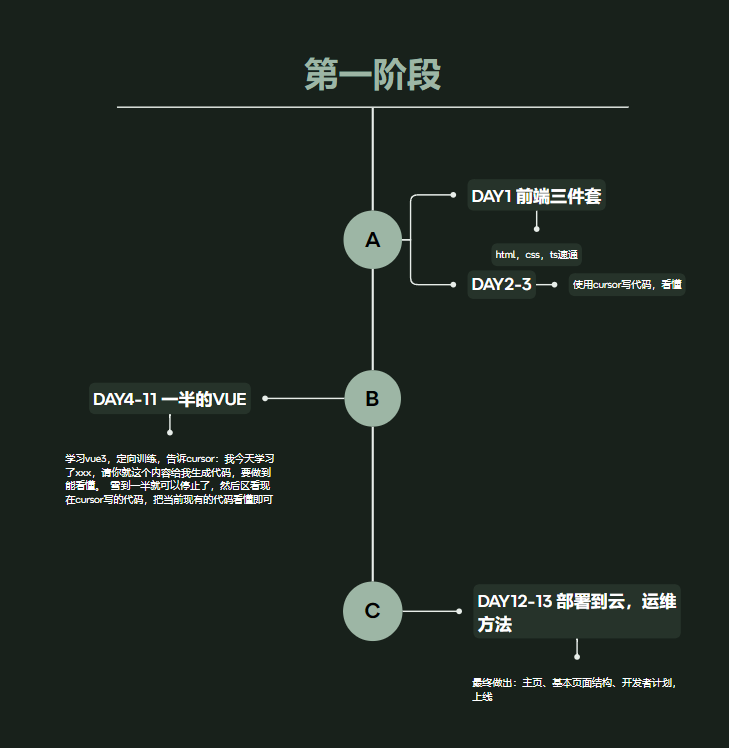 第一阶段
A
DAY1 前端三件套
html，css，ts速通
DAY2-3
使用cursor写代码，看懂
B
DAY4-11 一半的VUE
学习vue3，定向训练，告诉cursor：我今天学习
了xxx，请你就这个内容给我生成代码，要做到
能看懂。 雪到一半就可以停止了，然后区看现
在cursor写的代码，把当前现有的代码看懂即可
C
DAY12-13 部署到云，运维
方法
最终做出：主页、基本页面结构、开发者计划，
上线